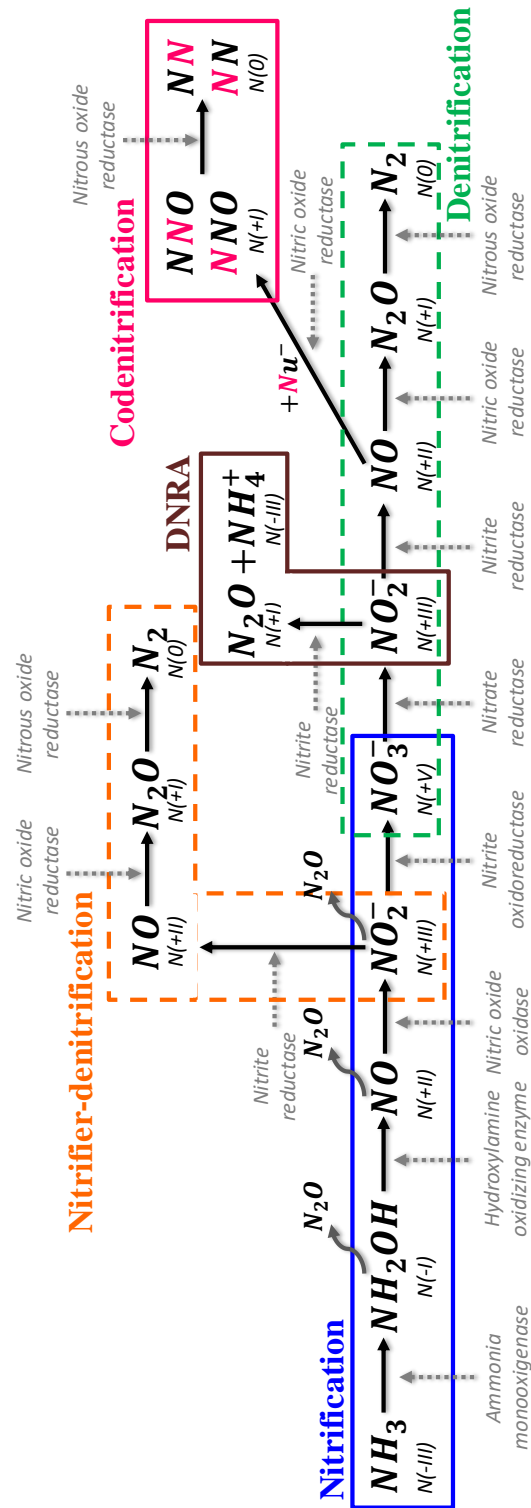 Nitrous oxide
reductase
Codenitrification
NNO
NNO
N(+I)
NN
NN
N(0)
Nitric oxide
reductase
Nitrous oxide
reductase
Nitrifier-denitrification
NO
N(+II)
N₂O
N(+I)
N₂
N(0)
DNRA
N₂O + NH₄⁺
N(+I)
N(-III)
+Nu⁻
Nitric oxide
reductase
Nitrite
reductase
Nitrite
reductase
Nitrification
N₂O
N₂O
N₂O
NH₃
N(-III)
NH₂OH
N(-I)
NO
N(+II)
NO₂⁻
N(+III)
NO₃⁻
N(+V)
NO₂⁻
N(+III)
NO
N(+II)
N₂O
N(+I)
N₂
N(0)
Denitrification
Ammonia
monooxigenase
Hydroxylamine
oxidizing enzyme
Nitric oxide
oxidase
Nitrite
oxidoreductase
Nitrate
reductase
Nitrite
reductase
Nitric oxide
reductase
Nitrous oxide
reductase